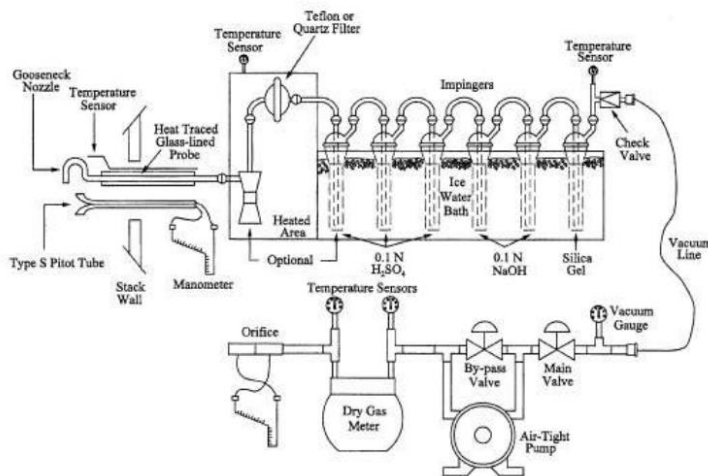 Teflon or
Quartz Filter
Temperature
Sensor
Temperature
Sensor
Gooseneck
Nozzle
Temperature
Sensor
Impingers
Heat Traced
Glass-lined
Probe
Check
Valve
Ice
Water
Bath
Heated
Area
Type S Pitot Tube
Stack
Wall
Manometer
Optional
0.1 N
H₂SO₄
0.1 N
NaOH
Silica
Gel
Vacuum
Line
Temperature Sensors
Orifice
Vacuum
Gauge
By-pass
Valve
Main
Valve
Dry Gas
Meter
Air-Tight
Pump